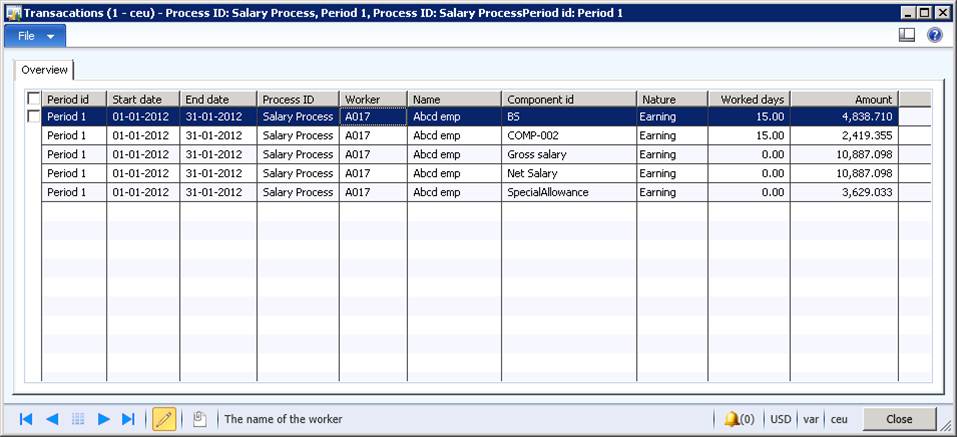 Transacations (1 - ceu) - Process ID: Salary Process, Period 1, Process ID: Salary ProcessPeriod id: Period 1
File
Overview
Period id Start date End date Process ID Worker Name Component id Nature Worked days Amount
Period 1 01-01-2012 31-01-2012 Salary Process A017 Abcd emp BS Earning 15.00 4,838.710
Period 1 01-01-2012 31-01-2012 Salary Process A017 Abcd emp COMP-002 Earning 15.00 2,419.355
Period 1 01-01-2012 31-01-2012 Salary Process A017 Abcd emp Gross salary Earning 0.00 10,887.098
Period 1 01-01-2012 31-01-2012 Salary Process A017 Abcd emp Net Salary Earning 0.00 10,887.098
Period 1 01-01-2012 31-01-2012 Salary Process A017 Abcd emp SpecialAllowance Earning 0.00 3,629.033
The name of the worker (0) USD var ceu Close